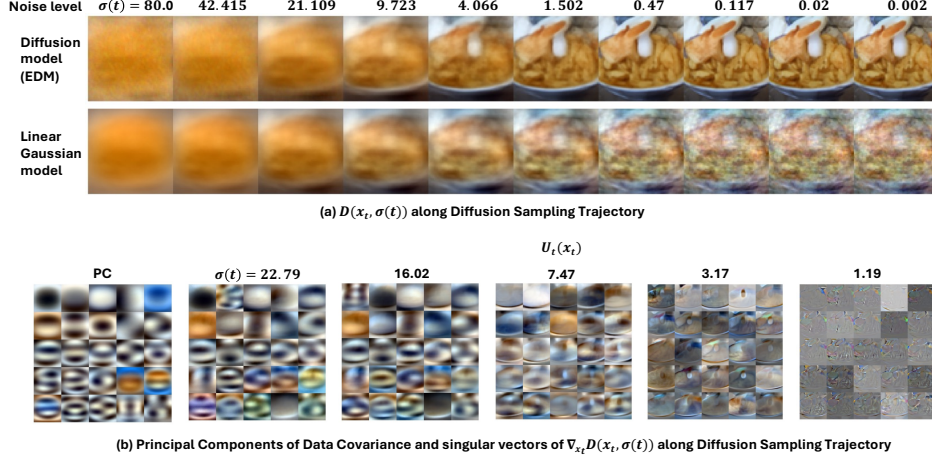 Noise level σ(t) = 80.0 42.415 21.109 9.723 4.066 1.502 0.47 0.117 0.02 0.002
Diffusion
model
(EDM)
Linear
Gaussian
model
(a) D(xₜ, σ(t)) along Diffusion Sampling Trajectory
Uₜ(xₜ)
PC σ(t) = 22.79 16.02 7.47 3.17 1.19
(b) Principal Components of Data Covariance and singular vectors of ∇ₓₜD(xₜ, σ(t)) along Diffusion Sampling Trajectory